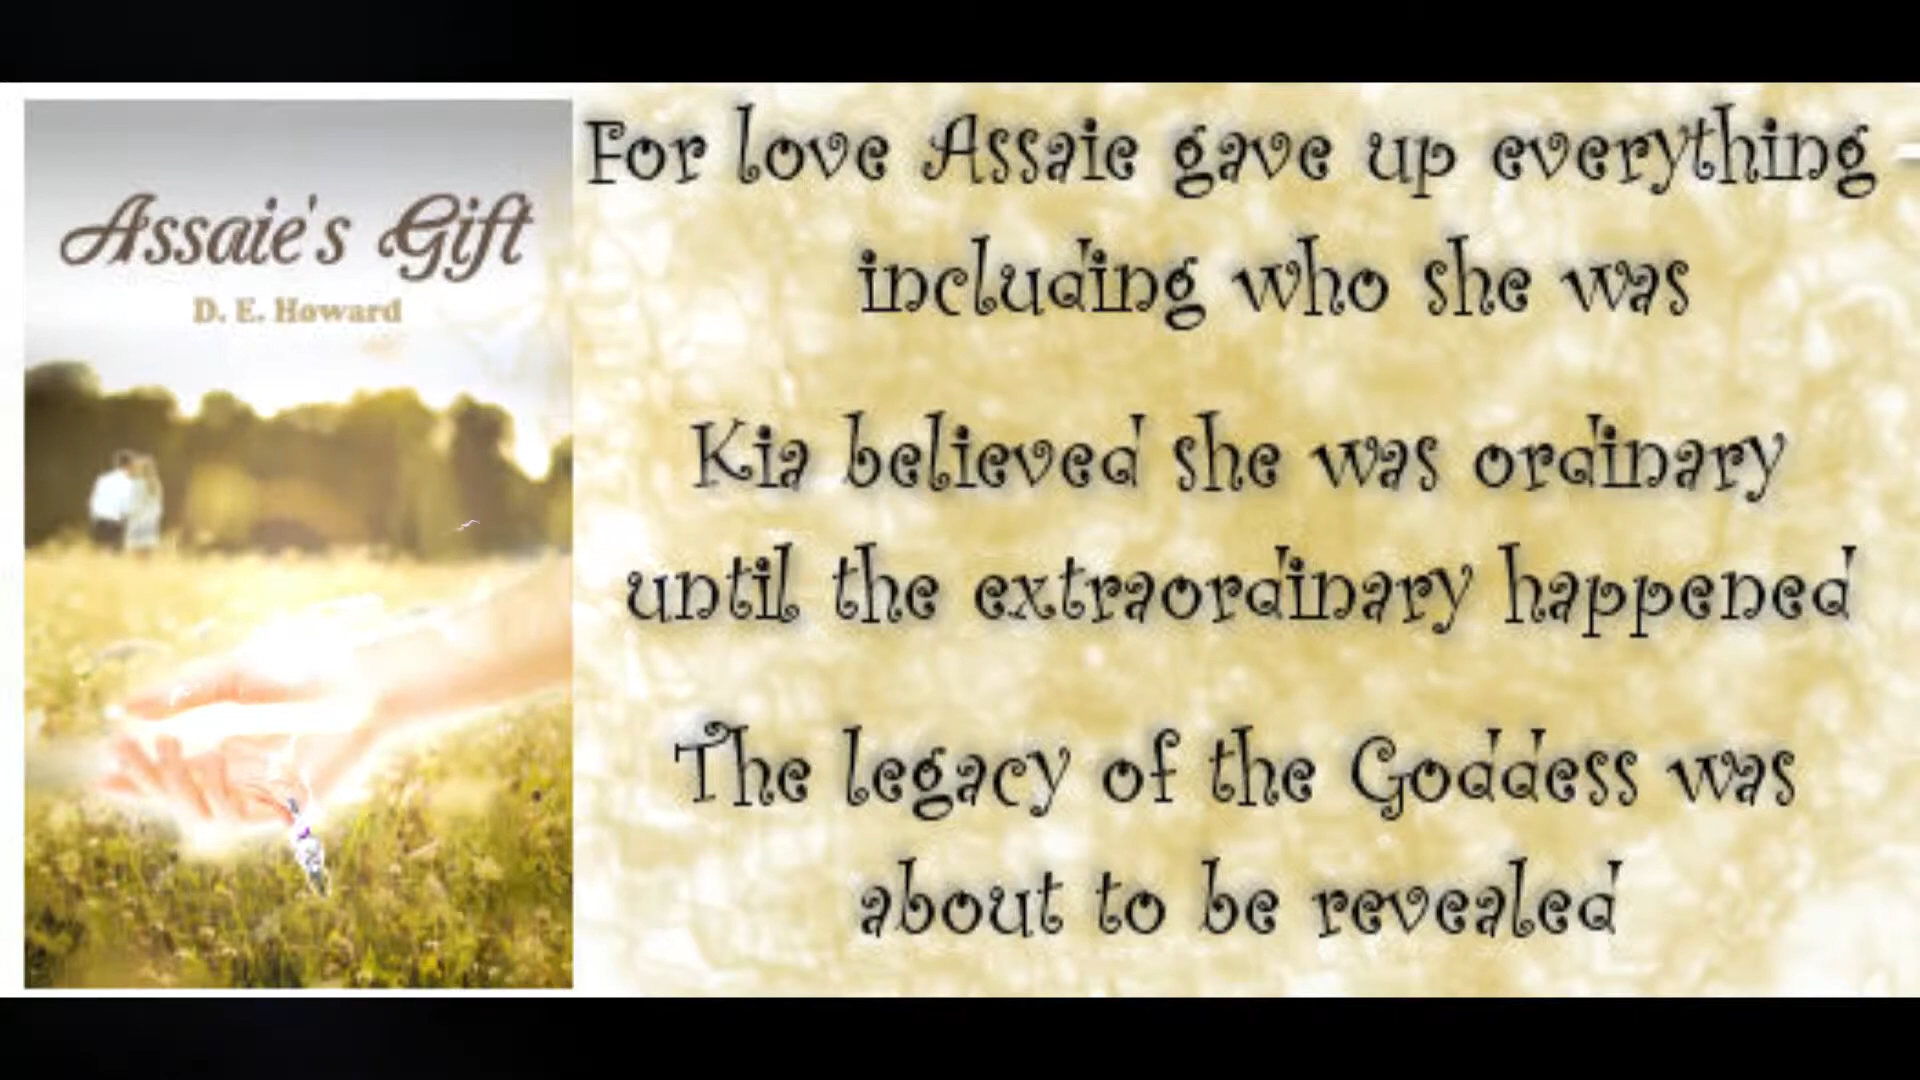 Assaie's Gift
D. E. Howard
For love Assaie gave up everything -
including who she was
Kia believed she was ordinary
until the extraordinary happened
The legacy of the Goddess was
about to be revealed